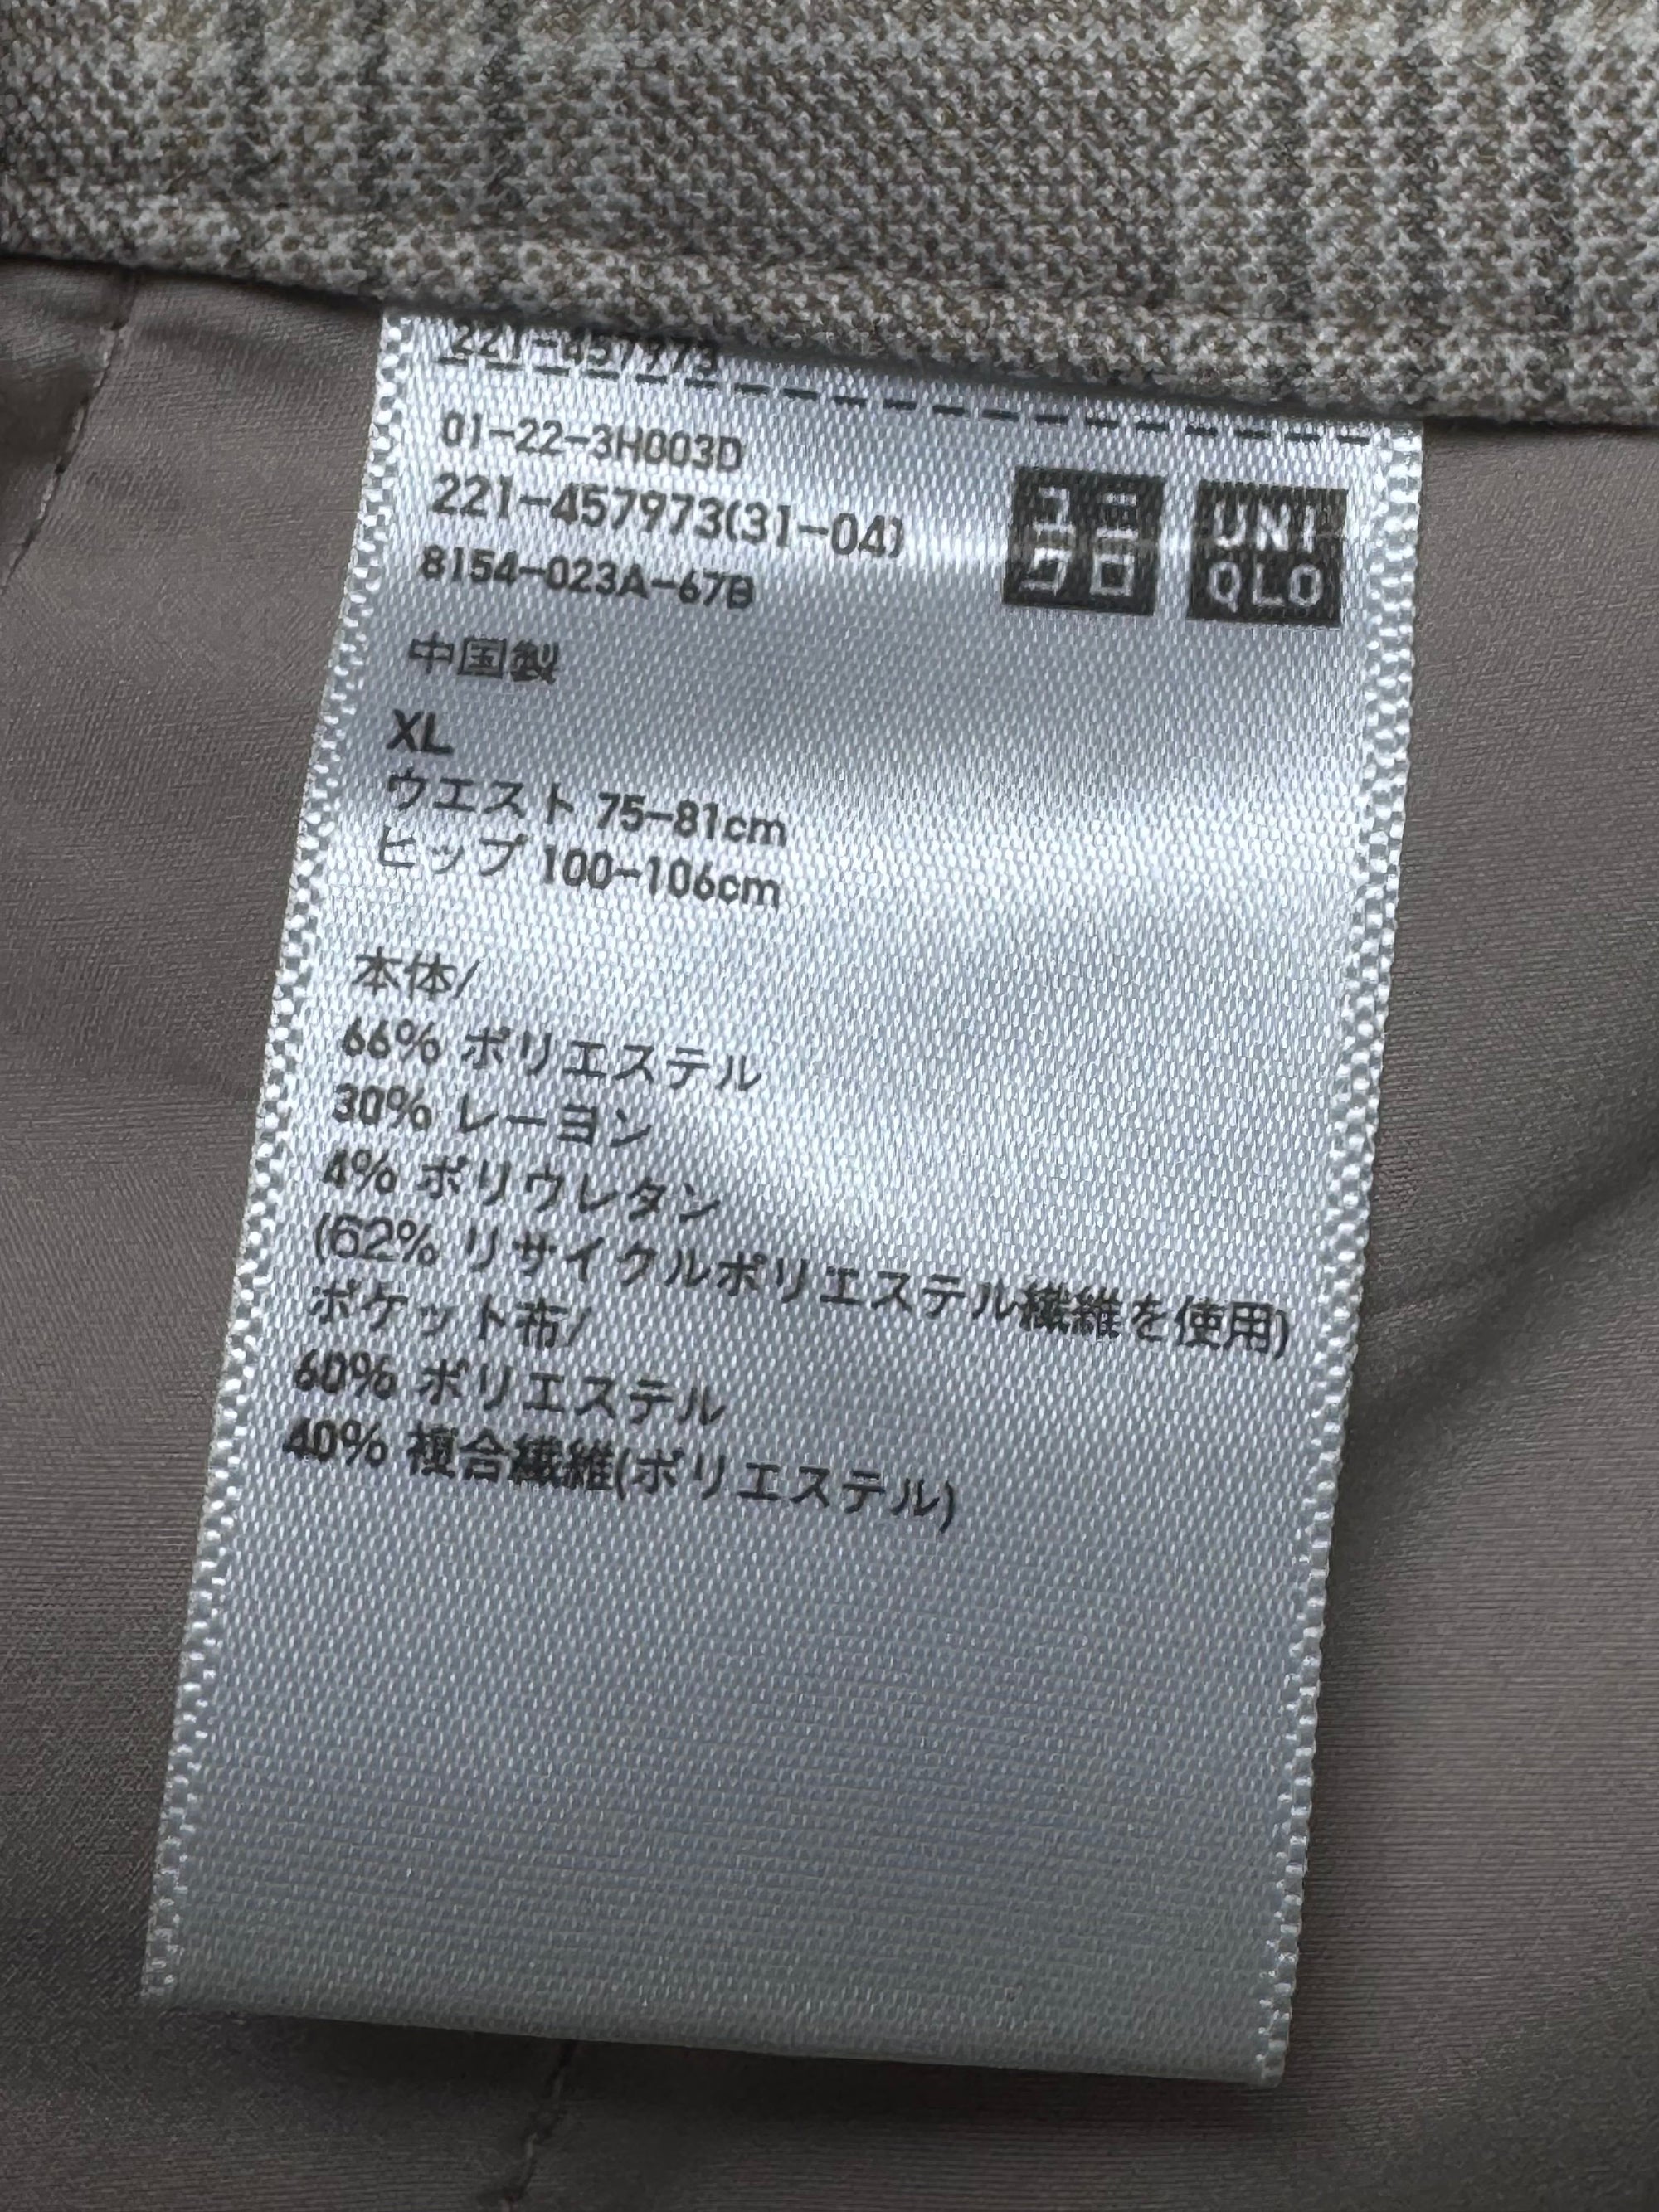 221-457973
01-22-3H003D
221-457973(31-04)
8154-023A-67B
ユニ
クロ
UNI
QLO
中国製
XL
ウエスト 75-81cm
ヒップ 100-106cm
本体/
66% ポリエステル
30% レーヨン
4% ポリウレタン
(62% リサイクルポリエステル繊維を使用)
ポケット布/
60% ポリエステル
40% 複合繊維(ポリエステル)